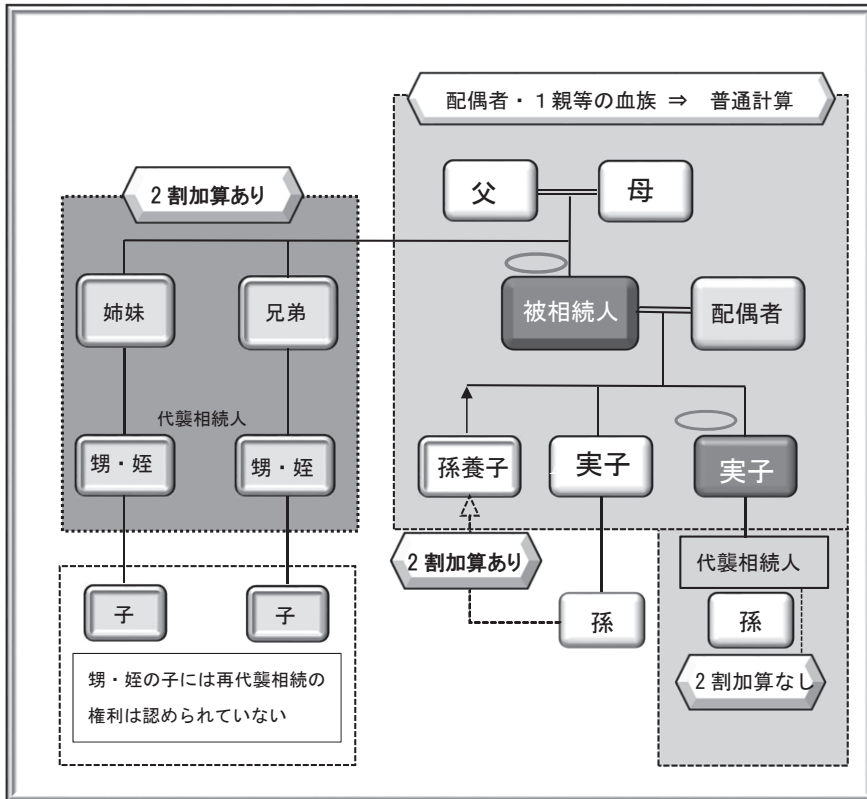 配偶者・1親等の血族 ⇒ 普通計算
2割加算あり
父
母
姉妹
兄弟
被相続人
配偶者
代襲相続人
甥・姪
甥・姪
孫養子
実子
実子
2割加算あり
代襲相続人
子
子
孫
孫
2割加算なし
甥・姪の子には再代襲相続の
権利は認められていない